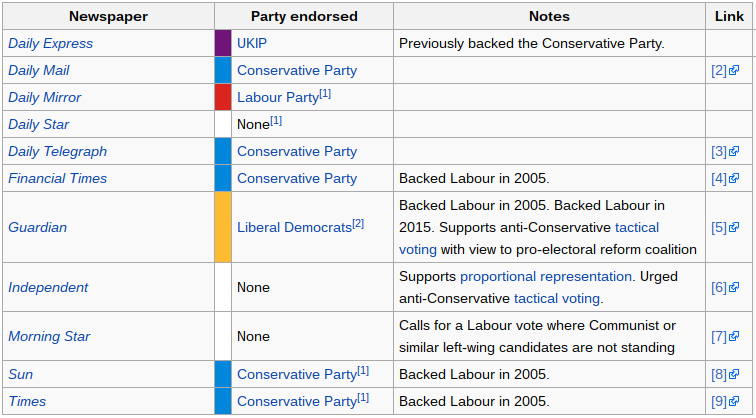 Newspaper Party endorsed Notes Link
Daily Express UKIP Previously backed the Conservative Party.
Daily Mail Conservative Party [2]
Daily Mirror Labour Party[1]
Daily Star None[1]
Daily Telegraph Conservative Party [3]
Financial Times Conservative Party Backed Labour in 2005. [4]
Guardian Liberal Democrats[2] Backed Labour in 2005. Backed Labour in
2015. Supports anti-Conservative tactical
voting with view to pro-electoral reform coalition [5]
Independent None Supports proportional representation. Urged
anti-Conservative tactical voting. [6]
Morning Star None Calls for a Labour vote where Communist or
similar left-wing candidates are not standing [7]
Sun Conservative Party[1] Backed Labour in 2005. [8]
Times Conservative Party[1] Backed Labour in 2005. [9]